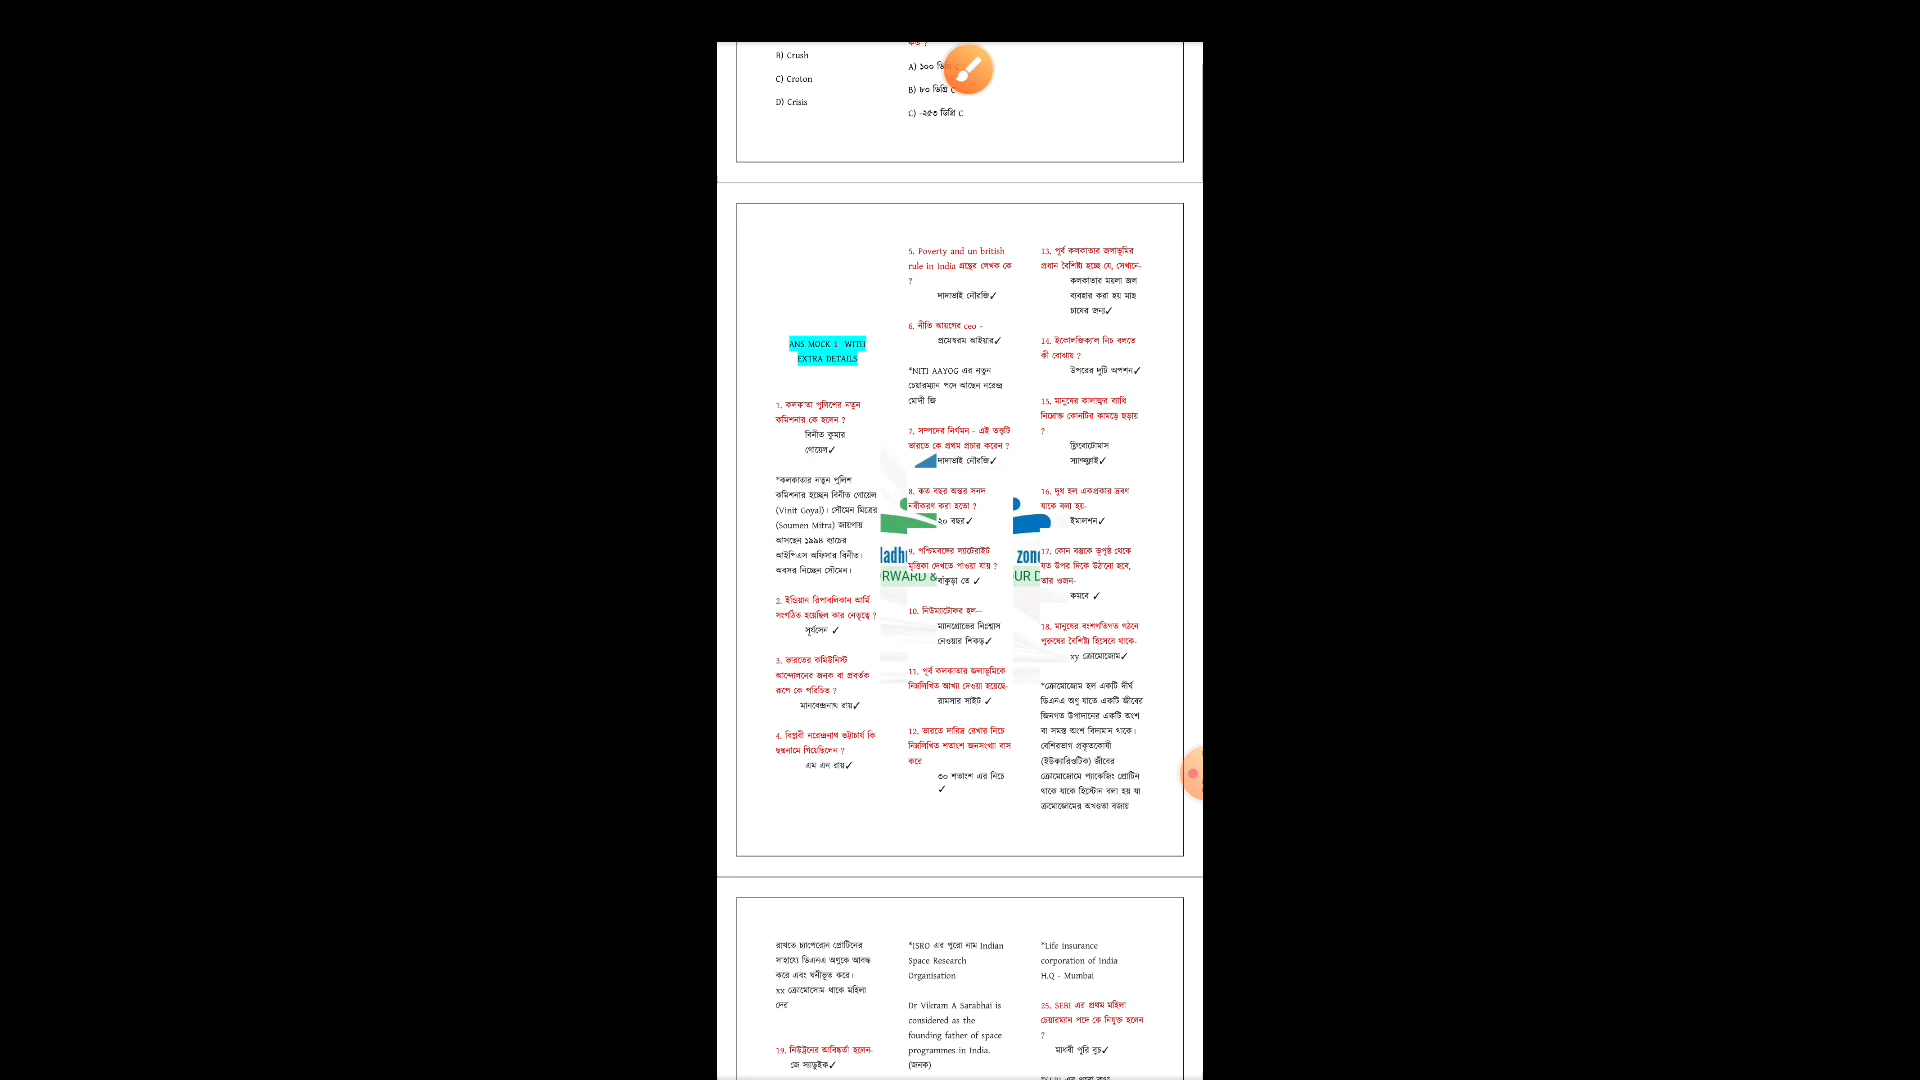 B) Crush
C) Croton
D) Crisis
কত ?
A) ১০০ ডিগ্রি C
B) ৮০ ডিগ্রি C
C) -২৫৩ ডিগ্রি C
ANS MOCK 1 WITH
EXTRA DETAILS
1. কলকাতা পুলিশের নতুন
কমিশনার কে হলেন ?
বিনীত কুমার
গোয়েল✓
*কলকাতার নতুন পুলিশ
কমিশনার হচ্ছেন বিনীত গোয়েল
(Vinit Goyal)। সৌমেন মিত্রের
(Soumen Mitra) জায়গায়
আসছেন ১৯৯৪ ব্যাচের
আইপিএস অফিসার বিনীত।
অবসর নিচ্ছেন সৌমেন।
2. ইন্ডিয়ান রিপাবলিকান আর্মি
সংগঠিত হয়েছিল কার নেতৃত্বে ?
সূর্যসেন ✓
3. ভারতের কমিউনিস্ট
আন্দোলনের জনক বা প্রবর্তক
রূপে কে পরিচিত ?
মানবেন্দ্রনাথ রায়✓
4. বিপ্লবী নরেন্দ্রনাথ ভট্টাচার্য কি
ছদ্মনামে গিয়েছিলেন ?
এম এন রায়✓
5. Poverty and un british
rule in India গ্রন্থের লেখক কে
?
দাদাভাই নৌরজি✓
6. নীতি আয়গের ceo -
প্রমেশ্বরম আইয়ার✓
*NITI AAYOG এর নতুন
চেয়ারম্যান পদে আছেন নরেন্দ্র
মোদী জি
7. সম্পদের নির্গমন - এই তত্ত্বটি
ভারতে কে প্রথম প্রচার করেন ?
দাদাভাই নৌরজি✓
8. কত বছর অন্তর সনদ
নবীকরণ করা হতো ?
২০ বছর✓
9. পশ্চিমবঙ্গের ল্যাটেরাইট
মৃত্তিকা দেখতে পাওয়া যায় ?
বাঁকুড়া তে ✓
10. নিউম্যাটোফর হল--
ম্যানগ্রোভের নিঃশ্বাস
নেওয়ার শিকড়✓
11. পূর্ব কলকাতার জলাভূমিকে
নিম্নলিখিত আখ্যা দেওয়া হয়েছে-
রামসার সাইট ✓
12. ভারতে দারিদ্র রেখার নিচে
নিম্নলিখিত শতাংশ জনসংখ্যা বাস
করে
৩০ শতাংশ এর নিচে
✓
13. পূর্ব কলকাতার জলাভূমির
প্রধান বৈশিষ্ট্য হচ্ছে যে, সেখানে-
কলকাতার ময়লা জল
ব্যবহার করা হয় মাছ
চাষের জন্য✓
14. ইকোলজিক্যাল নিচ বলতে
কী বোঝায় ?
উপরের দুটি অপশন✓
15. মানুষের কালাজ্বর ব্যাধি
নিম্নোক্ত কোনটির কামড়ে ছড়ায়
?
ফ্লিবোটোমাস
স্যান্ডফ্লাই✓
16. দুধ হল একপ্রকার দ্রবণ
যাকে বলা হয়-
ইমালশন✓
17. কোন বস্তুকে ভূপৃষ্ঠ থেকে
যত উপর দিকে উঠানো হবে,
তার ওজন-
কমবে ✓
18. মানুষের বংশগতিগত গঠনে
পুরুষের বৈশিষ্ট্য হিসেবে থাকে-
xy ক্রোমোজোম✓
*ক্রোমোজোম হল একটি দীর্ঘ
ডিএনএ অণু যাতে একটি জীবের
জিনগত উপাদানের একটি অংশ
বা সমস্ত অংশ বিদ্যমান থাকে।
বেশিরভাগ প্রকৃতকোষী
(ইউক্যারিওটিক) জীবের
ক্রোমোজোমে প্যাকেজিং প্রোটিন
থাকে যাকে হিস্টোন বলা হয় যা
ক্রমোজোমের অখণ্ডতা বজায়
ladh
zone
RWARD &
OUR D
রাখতে চ্যাপেরোন প্রোটিনের
সাহায্যে ডিএনএ অণুকে আবদ্ধ
করে এবং ঘনীভূত করে।
xx ক্রোমোসোম থাকে মহিলা
দের
19. নিউট্রনের আবিষ্কর্তা হলেন-
জে স্যাডুইক✓
*ISRO এর পুরো নাম Indian
Space Research
Organisation
Dr Vikram A Sarabhai is
considered as the
founding father of space
programmes in India.
(জনক)
*Life insurance
corporation of India
H.Q - Mumbai
25. SEBI এর প্রথম মহিলা
চেয়ারম্যান পদে কে নিযুক্ত হলেন
?
মাধবী পুরি বুচ✓